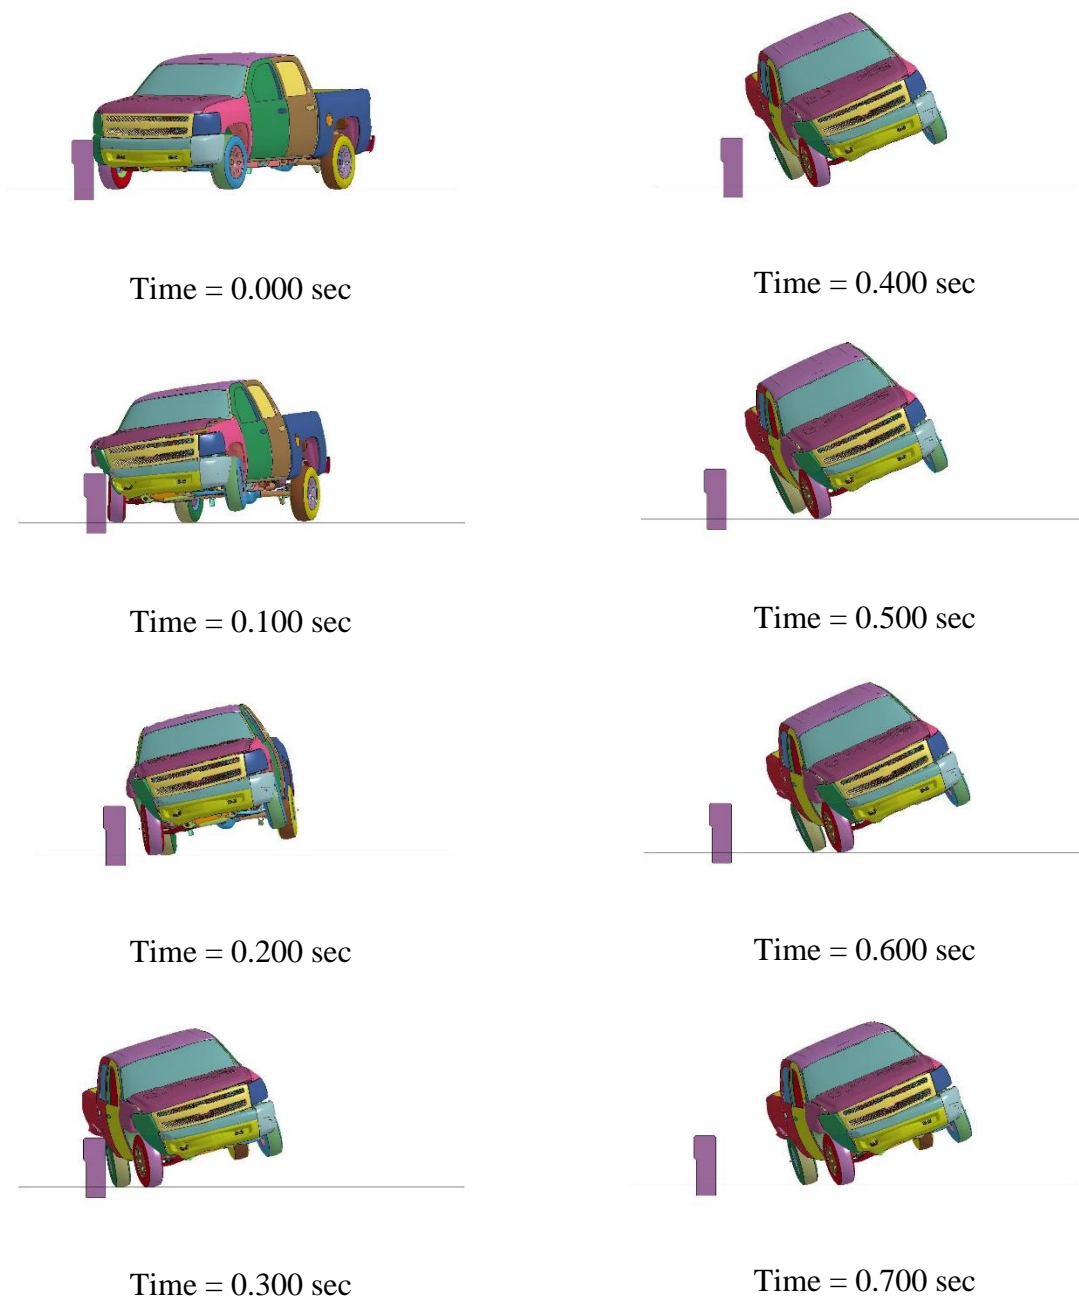 Time = 0.000 sec
Time = 0.400 sec
Time = 0.100 sec
Time = 0.500 sec
Time = 0.200 sec
Time = 0.600 sec
Time = 0.300 sec
Time = 0.700 sec